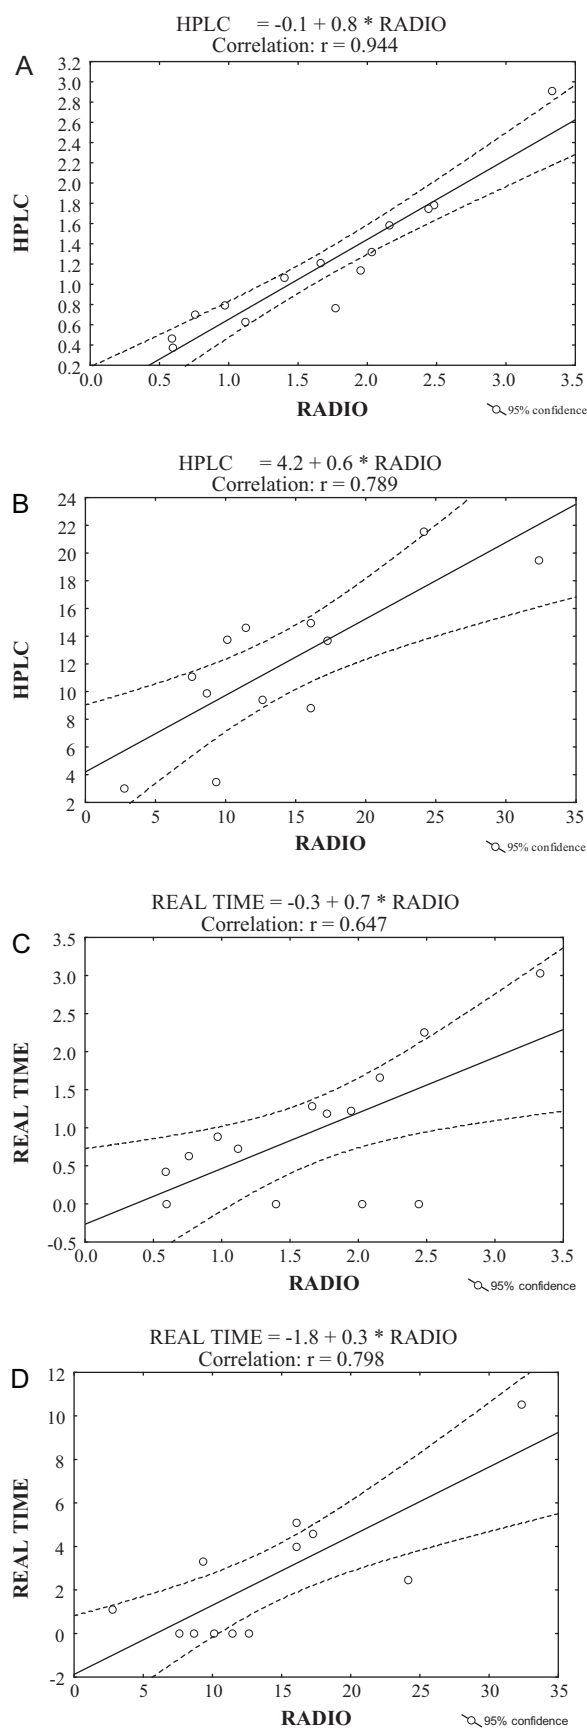 HPLC = -0.1 + 0.8 * RADIO
Correlation: r = 0.944
A
3.2
3.0
2.8
2.6
2.4
2.2
2.0
1.8
1.6
1.4
1.2
1.0
0.8
0.6
0.4
0.2
HPLC
0.0 0.5 1.0 1.5 2.0 2.5 3.0 3.5
RADIO
95% confidence
HPLC = 4.2 + 0.6 * RADIO
Correlation: r = 0.789
B
24
22
20
18
16
14
12
10
8
6
4
2
HPLC
0 5 10 15 20 25 30 35
RADIO
95% confidence
REAL TIME = -0.3 + 0.7 * RADIO
Correlation: r = 0.647
C
3.5
3.0
2.5
2.0
1.5
1.0
0.5
0.0
-0.5
REAL TIME
0.0 0.5 1.0 1.5 2.0 2.5 3.0 3.5
RADIO
95% confidence
REAL TIME = -1.8 + 0.3 * RADIO
Correlation: r = 0.798
D
12
10
8
6
4
2
0
-2
REAL TIME
0 5 10 15 20 25 30 35
RADIO
95% confidence